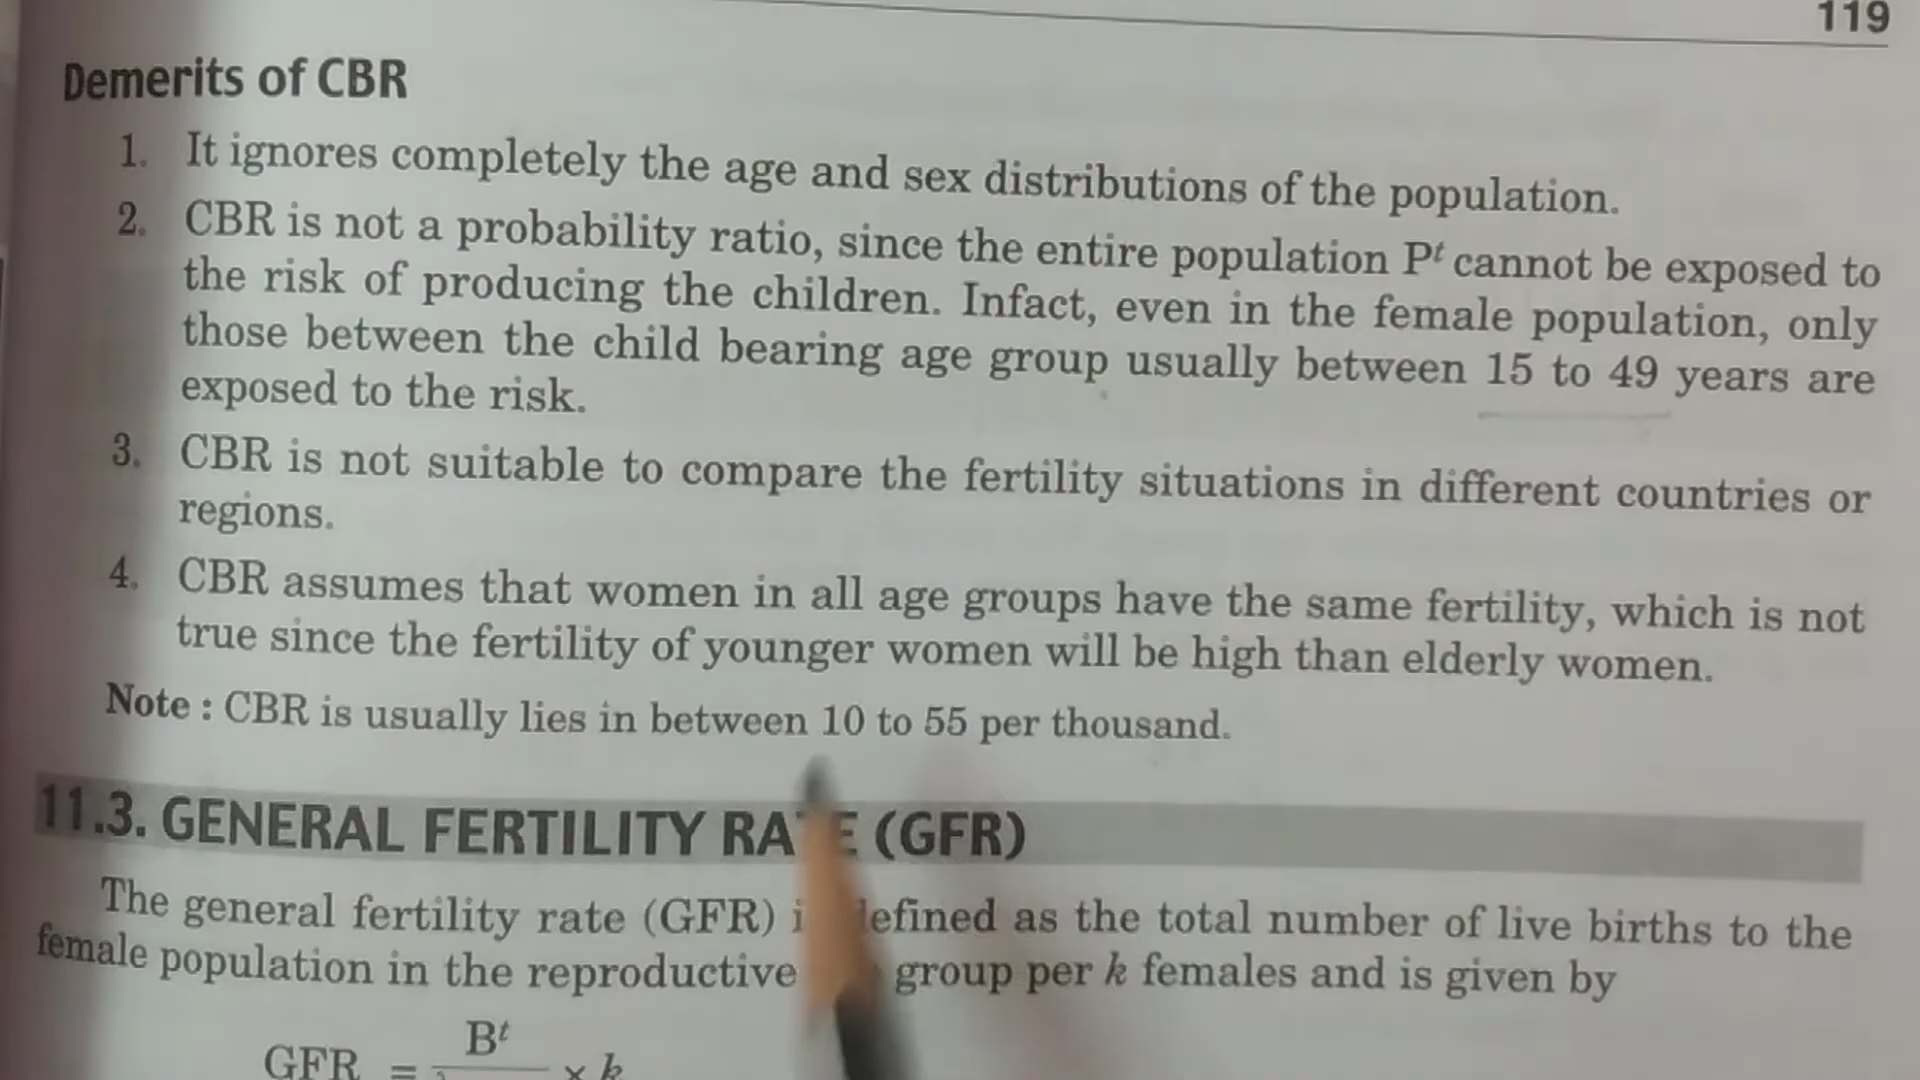 119
Demerits of CBR
1. It ignores completely the age and sex distributions of the population.
2. CBR is not a probability ratio, since the entire population Pᵗ cannot be exposed to
the risk of producing the children. Infact, even in the female population, only
those between the child bearing age group usually between 15 to 49 years are
exposed to the risk.
3. CBR is not suitable to compare the fertility situations in different countries or
regions.
4. CBR assumes that women in all age groups have the same fertility, which is not
true since the fertility of younger women will be high than elderly women.
Note : CBR is usually lies in between 10 to 55 per thousand.
11.3. GENERAL FERTILITY RATE (GFR)
The general fertility rate (GFR) defined as the total number of live births to the
female population in the reproductive group per k females and is given by
Bᵗ
GFR = × k